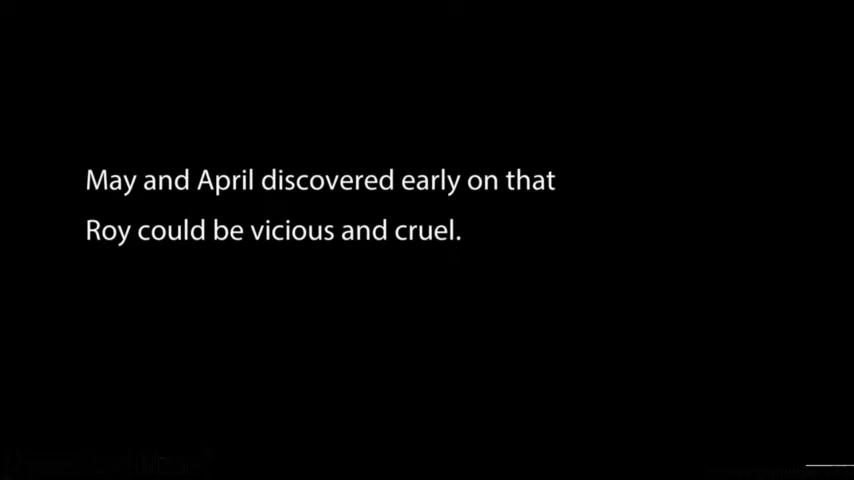 May and April discovered early on that
Roy could be vicious and cruel.